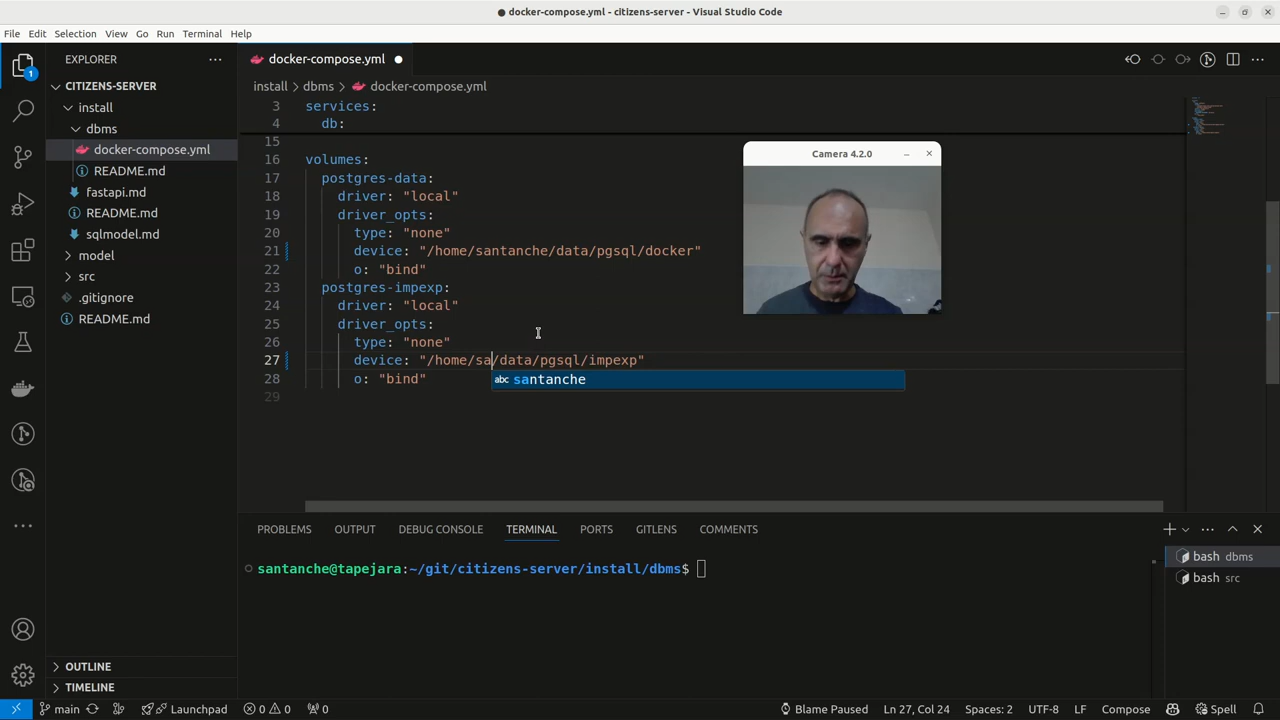 ● docker-compose.yml - citizens-server - Visual Studio Code
File Edit Selection View Go Run Terminal Help
EXPLORER
docker-compose.yml
CITIZENS-SERVER
install > dbms > docker-compose.yml
install
dbms
docker-compose.yml
README.md
fastapi.md
README.md
sqlmodel.md
model
src
.gitignore
README.md
OUTLINE
TIMELINE
1
3 services:
4 db:
15
16 volumes:
17 postgres-data:
18 driver: "local"
19 driver_opts:
20 type: "none"
21 device: "/home/santanche/data/pgsql/docker"
22 o: "bind"
23 postgres-impexp:
24 driver: "local"
25 driver_opts:
26 type: "none"
27 device: "/home/sa/data/pgsql/impexp"
28 o: "bind"
29
abc santanche
Camera 4.2.0
PROBLEMS OUTPUT DEBUG CONSOLE TERMINAL PORTS GITLENS COMMENTS
santanche@tapejara:~/git/citizens-server/install/dbms$
bash dbms
bash src
main Launchpad 0 0 0 Blame Paused Ln 27, Col 24 Spaces: 2 UTF-8 LF Compose Spell